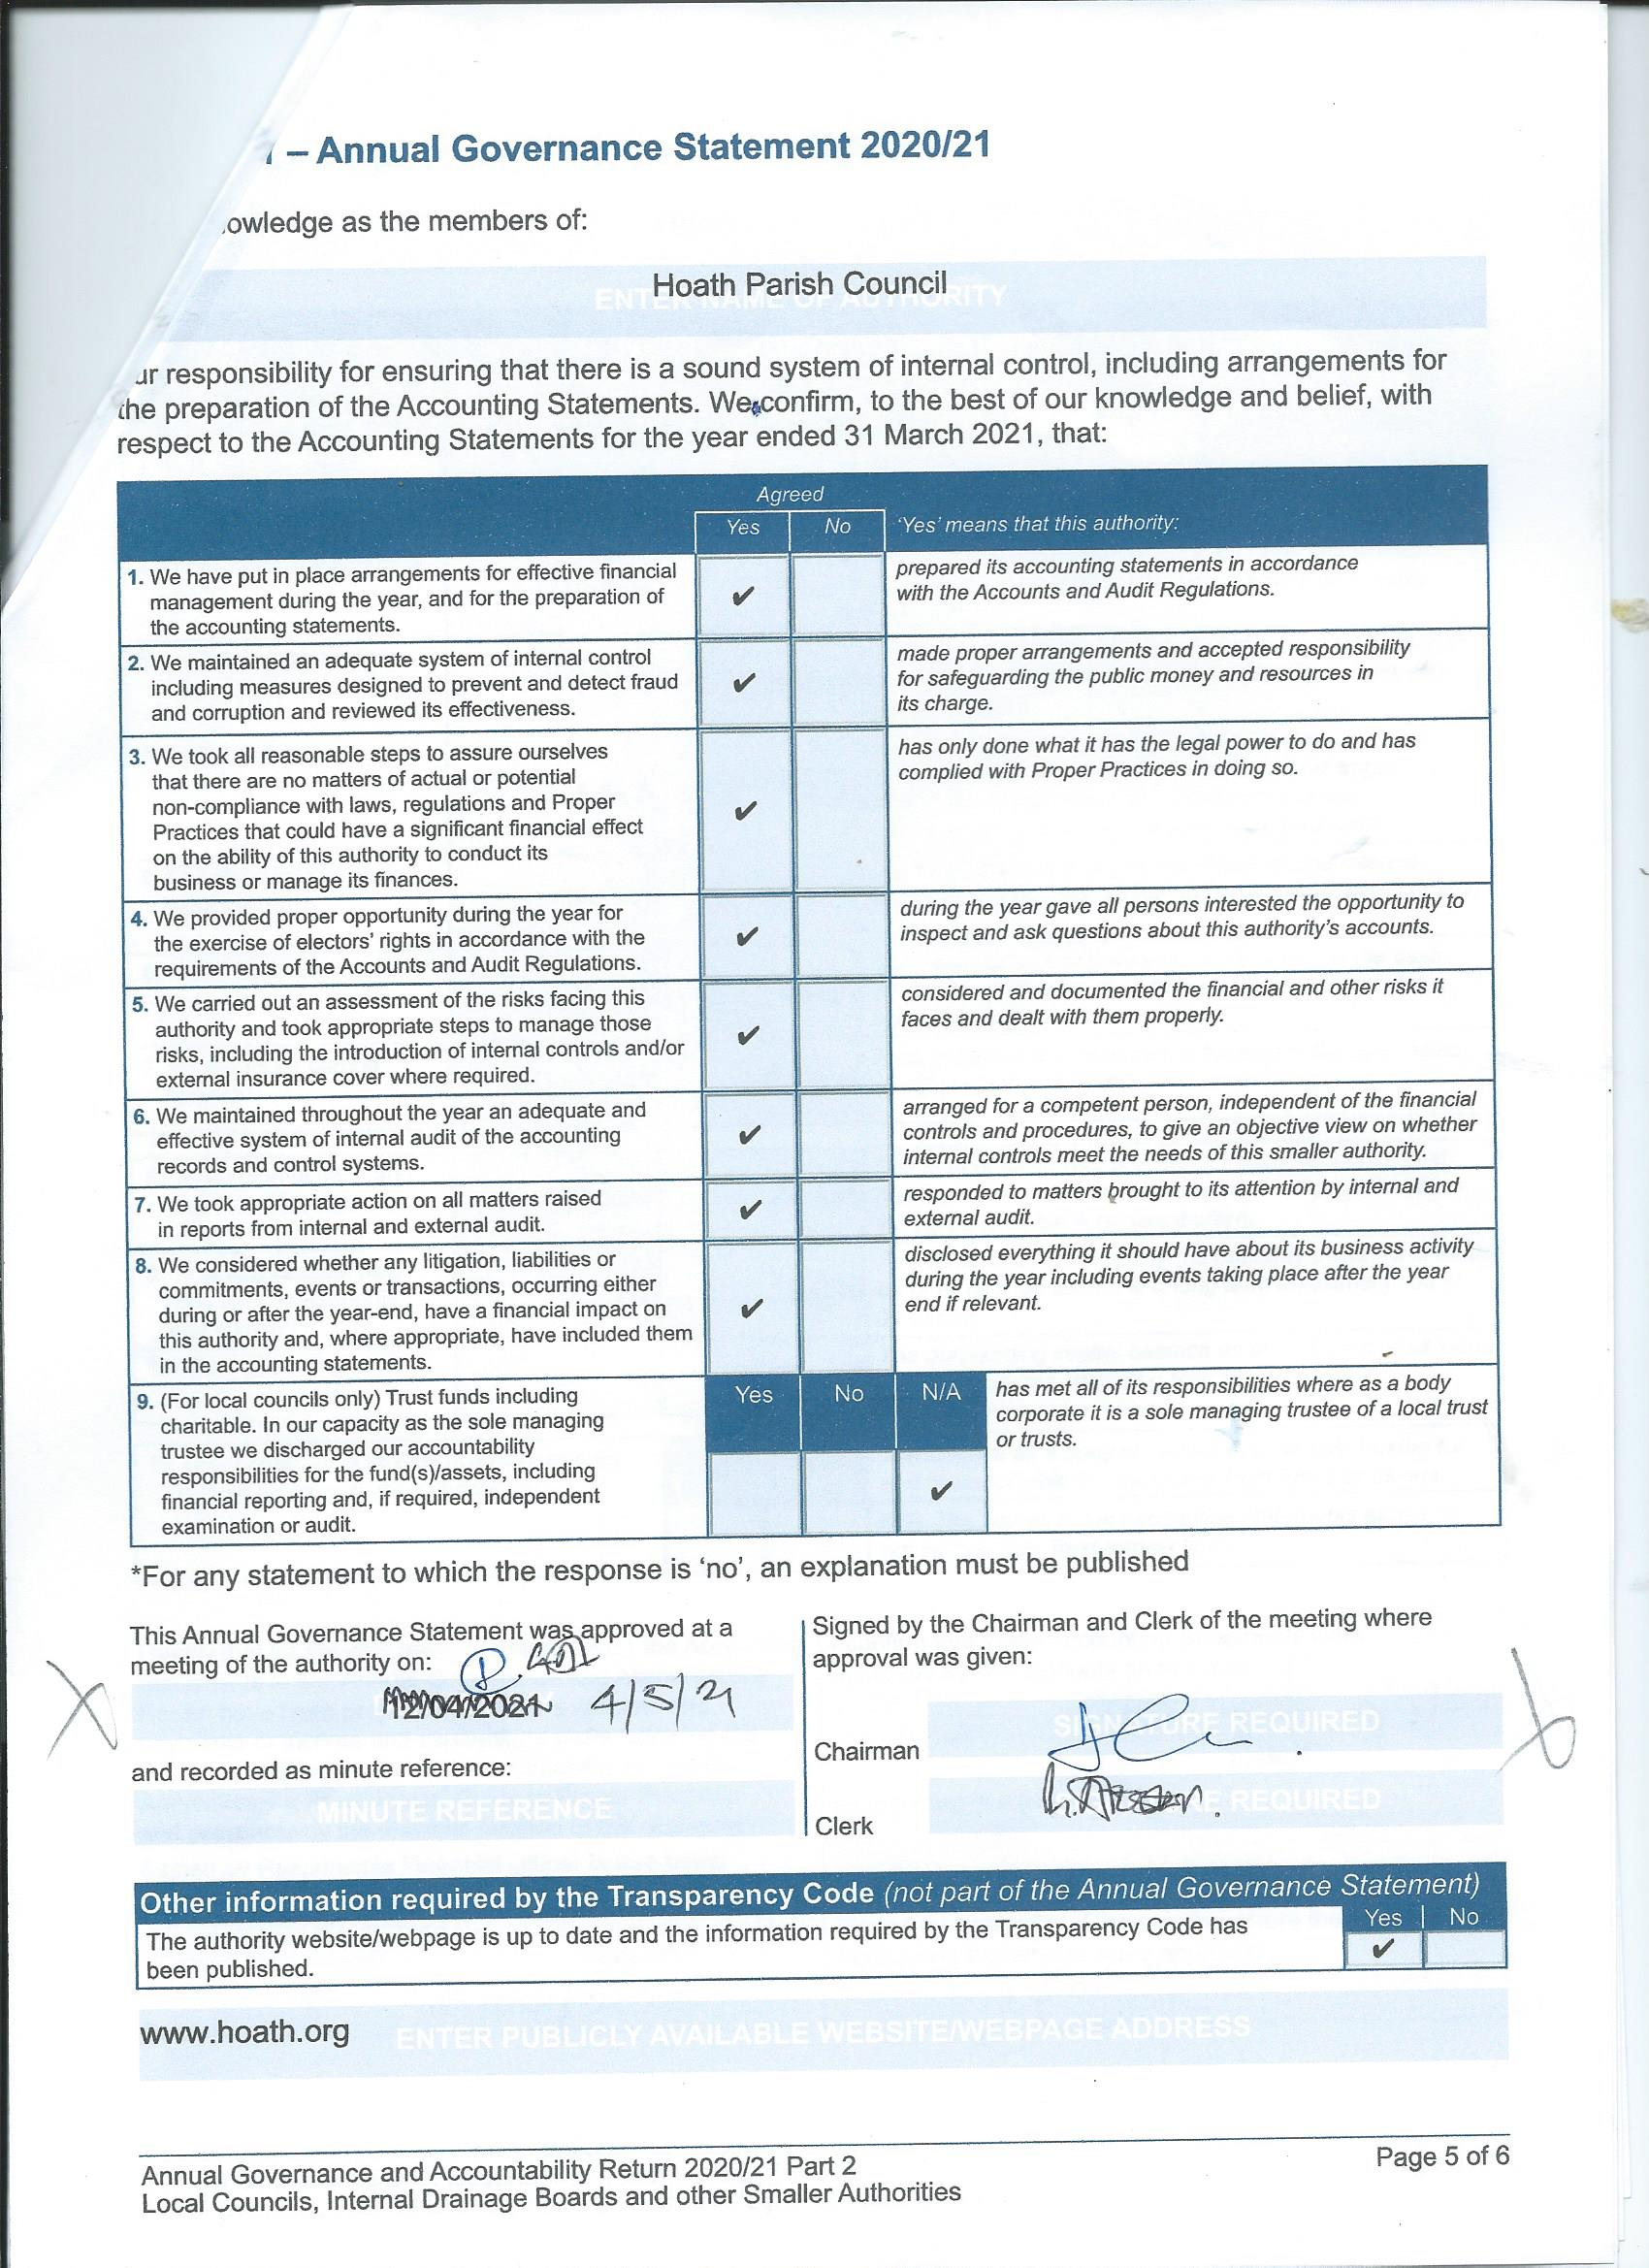 – Annual Governance Statement 2020/21
owledge as the members of:
Hoath Parish Council
ENTER NAME OF AUTHORITY
ur responsibility for ensuring that there is a sound system of internal control, including arrangements for
the preparation of the Accounting Statements. We confirm, to the best of our knowledge and belief, with
respect to the Accounting Statements for the year ended 31 March 2021, that:
Agreed
Yes No 'Yes' means that this authority:
1. We have put in place arrangements for effective financial
management during the year, and for the preparation of
the accounting statements.
✔
prepared its accounting statements in accordance
with the Accounts and Audit Regulations.
2. We maintained an adequate system of internal control
including measures designed to prevent and detect fraud
and corruption and reviewed its effectiveness.
✔
made proper arrangements and accepted responsibility
for safeguarding the public money and resources in
its charge.
3. We took all reasonable steps to assure ourselves
that there are no matters of actual or potential
non-compliance with laws, regulations and Proper
Practices that could have a significant financial effect
on the ability of this authority to conduct its
business or manage its finances.
✔
has only done what it has the legal power to do and has
complied with Proper Practices in doing so.
4. We provided proper opportunity during the year for
the exercise of electors' rights in accordance with the
requirements of the Accounts and Audit Regulations.
✔
during the year gave all persons interested the opportunity to
inspect and ask questions about this authority's accounts.
5. We carried out an assessment of the risks facing this
authority and took appropriate steps to manage those
risks, including the introduction of internal controls and/or
external insurance cover where required.
✔
considered and documented the financial and other risks it
faces and dealt with them properly.
6. We maintained throughout the year an adequate and
effective system of internal audit of the accounting
records and control systems.
✔
arranged for a competent person, independent of the financial
controls and procedures, to give an objective view on whether
internal controls meet the needs of this smaller authority.
7. We took appropriate action on all matters raised
in reports from internal and external audit.
✔
responded to matters brought to its attention by internal and
external audit.
8. We considered whether any litigation, liabilities or
commitments, events or transactions, occurring either
during or after the year-end, have a financial impact on
this authority and, where appropriate, have included them
in the accounting statements.
✔
disclosed everything it should have about its business activity
during the year including events taking place after the year
end if relevant.
9. (For local councils only) Trust funds including
charitable. In our capacity as the sole managing
trustee we discharged our accountability
responsibilities for the fund(s)/assets, including
financial reporting and, if required, independent
examination or audit.
Yes No N/A
✔
has met all of its responsibilities where as a body
corporate it is a sole managing trustee of a local trust
or trusts.
*For any statement to which the response is 'no', an explanation must be published
This Annual Governance Statement was approved at a
meeting of the authority on:
12/04/2021 4/5/21
and recorded as minute reference:
MINUTE REFERENCE
Signed by the Chairman and Clerk of the meeting where
approval was given:
SIGNATURE REQUIRED
Chairman
REQUIRED
Clerk
Other information required by the Transparency Code (not part of the Annual Governance Statement)
Yes No
The authority website/webpage is up to date and the information required by the Transparency Code has
been published.
✔
www.hoath.org
ENTER PUBLICLY AVAILABLE WEBSITE/WEBPAGE ADDRESS
Annual Governance and Accountability Return 2020/21 Part 2
Local Councils, Internal Drainage Boards and other Smaller Authorities
Page 5 of 6